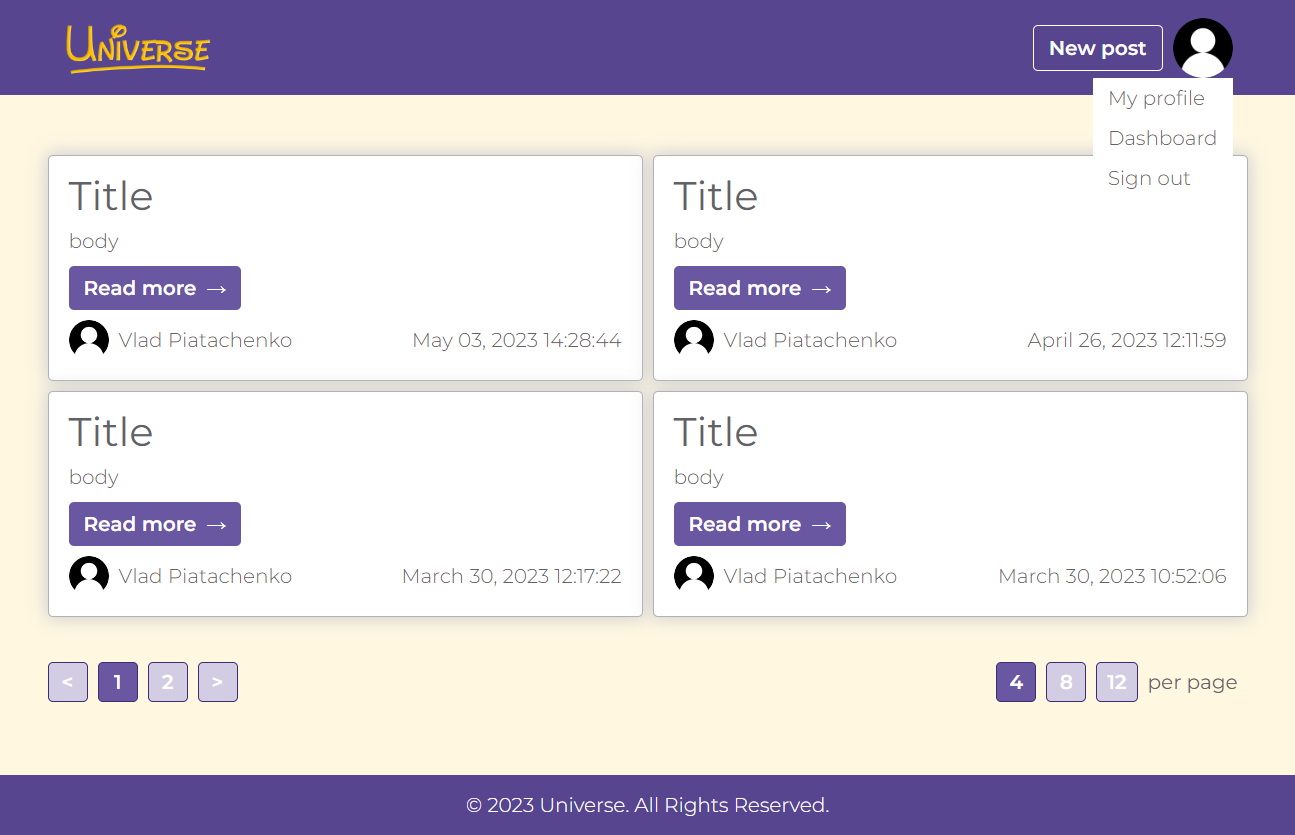 Universe
New post
My profile
Dashboard
Sign out
Title
body
Read more →
Vlad Piatachenko May 03, 2023 14:28:44
Title
body
Read more →
Vlad Piatachenko April 26, 2023 12:11:59
Title
body
Read more →
Vlad Piatachenko March 30, 2023 12:17:22
Title
body
Read more →
Vlad Piatachenko March 30, 2023 10:52:06
< 1 2 > 4 8 12 per page
© 2023 Universe. All Rights Reserved.